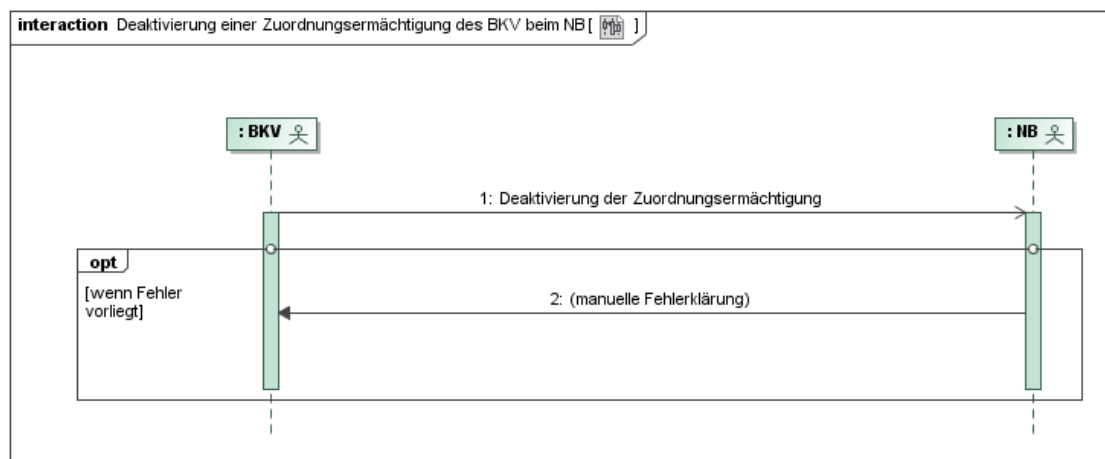 interaction Deaktivierung einer Zuordnungsermächtigung des BKV beim NB [ ]
: BKV
: NB
1: Deaktivierung der Zuordnungsermächtigung
opt
[wenn Fehler
vorliegt]
2: (manuelle Fehlerklärung)